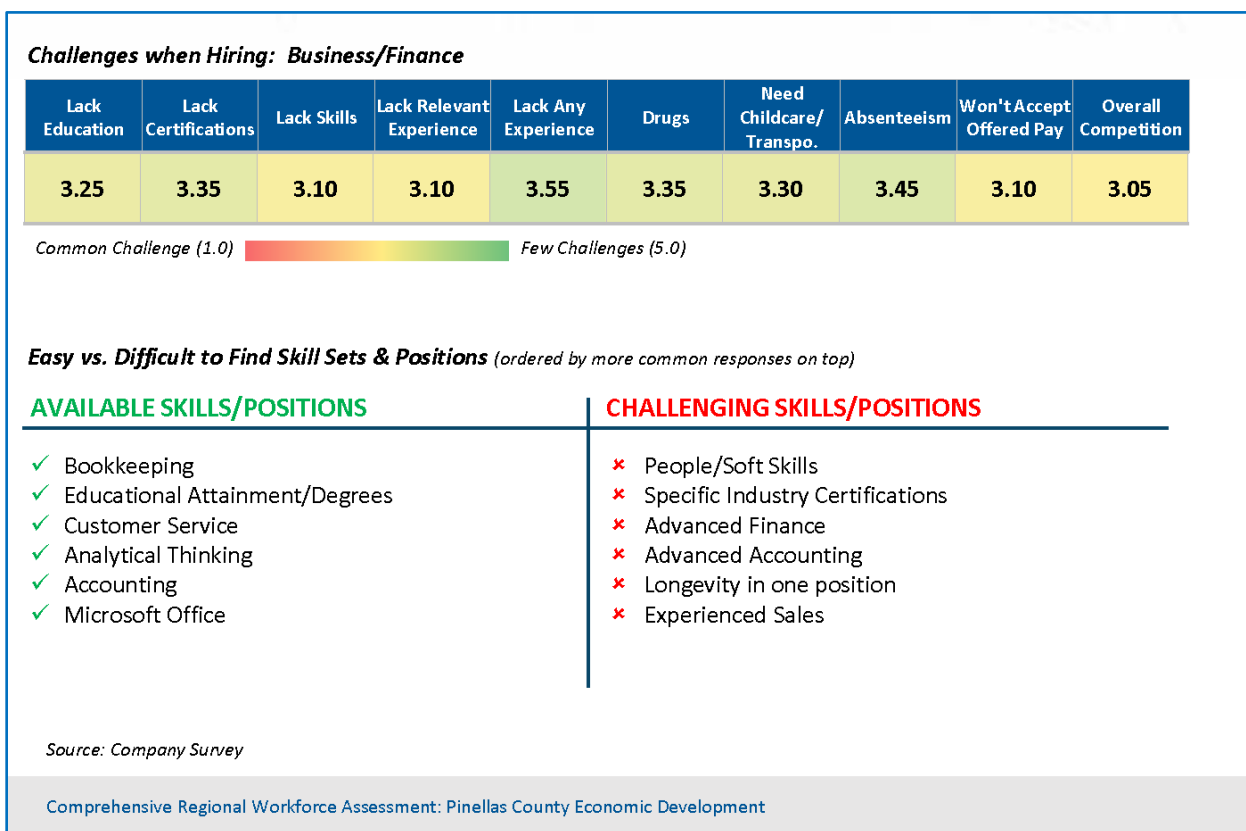 Challenges when Hiring: Business/Finance
Lack Education
Lack Certifications
Lack Skills
Lack Relevant Experience
Lack Any Experience
Drugs
Need Childcare/ Transpo.
Absenteeism
Won't Accept Offered Pay
Overall Competition
3.25 3.35 3.10 3.10 3.55 3.35 3.30 3.45 3.10 3.05
Common Challenge (1.0) Few Challenges (5.0)
Easy vs. Difficult to Find Skill Sets & Positions (ordered by more common responses on top)
AVAILABLE SKILLS/POSITIONS
✓ Bookkeeping
✓ Educational Attainment/Degrees
✓ Customer Service
✓ Analytical Thinking
✓ Accounting
✓ Microsoft Office
CHALLENGING SKILLS/POSITIONS
✘ People/Soft Skills
✘ Specific Industry Certifications
✘ Advanced Finance
✘ Advanced Accounting
✘ Longevity in one position
✘ Experienced Sales
Source: Company Survey
Comprehensive Regional Workforce Assessment: Pinellas County Economic Development